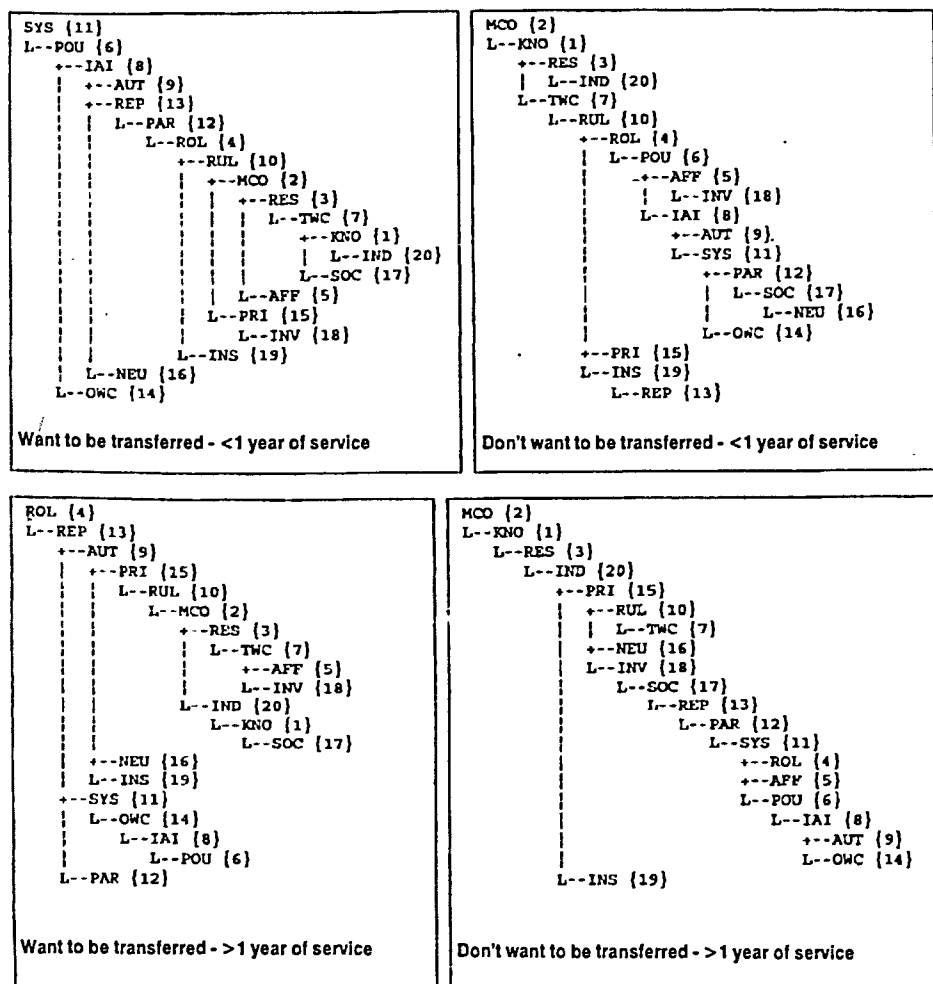 SYS {11}
L--POU {6}
+--IAI {8}
| +--AUT {9}
| +--REP {13}
| | L--PAR {12}
| | L--ROL {4}
| | +--RUL {10}
| | | +--MCO {2}
| | | | +--RES {3}
| | | | | L--TWC {7}
| | | | | +--KNO {1}
| | | | | | L--IND {20}
| | | | | L--SOC {17}
| | | | L--AFF {5}
| | | L--PRI {15}
| | | L--INV {18}
| | L--INS {19}
| L--NEU {16}
L--OWC {14}
Want to be transferred - <1 year of service
MCO {2}
L--KNO {1}
+--RES {3}
| L--IND {20}
L--TWC {7}
L--RUL {10}
+--ROL {4}
| L--POU {6}
| +--AFF {5}
| | L--INV {18}
| L--IAI {8}
| +--AUT {9}
| L--SYS {11}
| +--PAR {12}
| | L--SOC {17}
| | L--NEU {16}
| L--OWC {14}
+--PRI {15}
L--INS {19}
L--REP {13}
Don't want to be transferred - <1 year of service
ROL {4}
L--REP {13}
+--AUT {9}
| +--PRI {15}
| | L--RUL {10}
| | L--MCO {2}
| | +--RES {3}
| | | L--TWC {7}
| | | +--AFF {5}
| | | L--INV {18}
| | L--IND {20}
| | L--KNO {1}
| | L--SOC {17}
| +--NEU {16}
| L--INS {19}
+--SYS {11}
| L--OWC {14}
| L--IAI {8}
| L--POU {6}
L--PAR {12}
Want to be transferred - >1 year of service
MCO {2}
L--KNO {1}
L--RES {3}
L--IND {20}
+--PRI {15}
| +--RUL {10}
| | L--TWC {7}
| +--NEU {16}
| L--INV {18}
| L--SOC {17}
| L--REP {13}
| L--PAR {12}
| L--SYS {11}
| +--ROL {4}
| +--AFF {5}
| L--POU {6}
| L--IAI {8}
| +--AUT {9}
| L--OWC {14}
L--INS {19}
Don't want to be transferred - >1 year of service